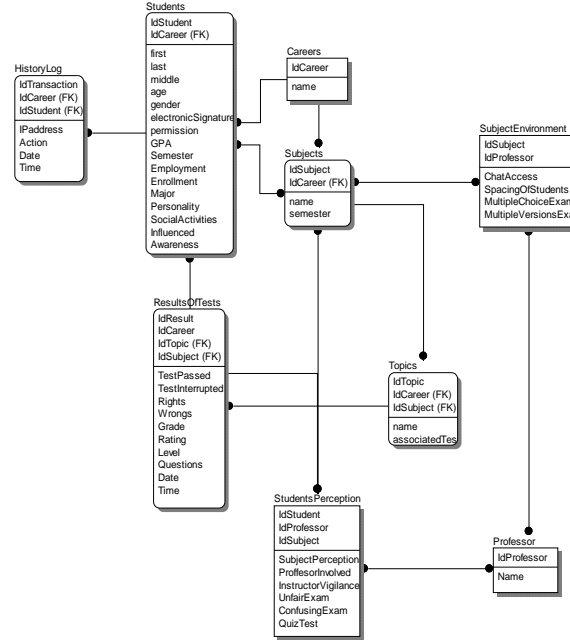 Students
IdStudent
IdCareer (FK)
first
last
middle
age
gender
electronicSignature
permission
GPA
Semester
Employment
Enrollment
Major
Personality
SocialActivities
Influenced
Awareness
HistoryLog
IdTransaction
IdCareer (FK)
IdStudent (FK)
IPaddress
Action
Date
Time
Careers
IdCareer
name
Subjects
IdSubject
IdCareer (FK)
name
semester
SubjectEnvironment
IdSubject
IdProfessor
ChatAccess
SpacingOfStudents
MultipleChoiceExam
MultipleVersionsExa
ResultsOfTests
IdResult
IdCareer
IdTopic (FK)
IdSubject (FK)
TestPassed
TestInterrupted
Rights
Wrongs
Grade
Rating
Level
Questions
Date
Time
Topics
IdTopic
IdCareer (FK)
IdSubject (FK)
name
associatedTes
StudentsPerception
IdStudent
IdProfessor
IdSubject
SubjectPerception
ProffesorInvolved
InstructorVigilance
UnfairExam
ConfusingExam
QuizTest
Professor
IdProfessor
Name